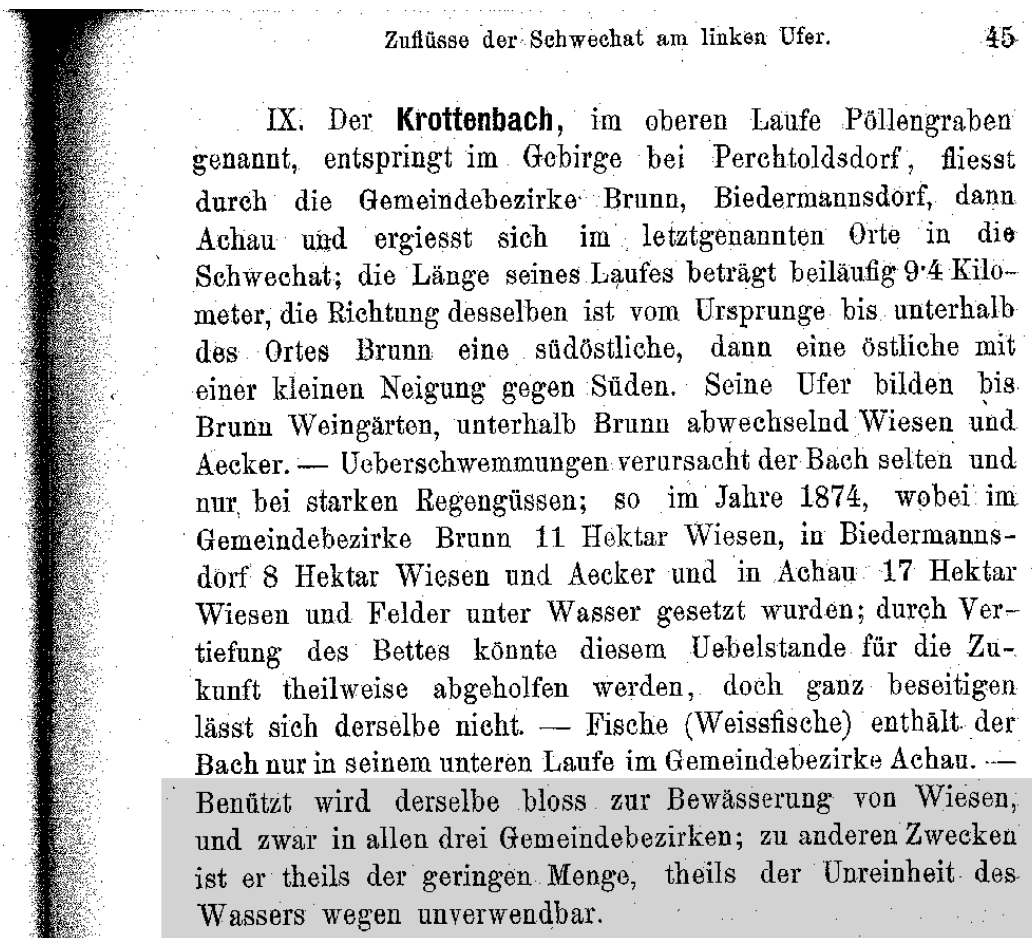 Zuflüsse der Schwechat am linken Ufer. 45
IX. Der Krottenbach, im oberen Laufe Pöllengraben
genannt, entspringt im Gebirge bei Perchtoldsdorf, fliesst
durch die Gemeindebezirke Brunn, Biedermannsdorf, dann
Achau und ergiesst sich im letztgenannten Orte in die
Schwechat; die Länge seines Laufes beträgt beiläufig 9·4 Kilo-
meter, die Richtung desselben ist vom Ursprunge bis unterhalb
des Ortes Brunn eine südöstliche, dann eine östliche mit
einer kleinen Neigung gegen Süden. Seine Ufer bilden bis
Brunn Weingärten, unterhalb Brunn abwechselnd Wiesen und
Aecker. — Ueberschwemmungen verursacht der Bach selten und
nur bei starken Regengüssen; so im Jahre 1874, wobei im
Gemeindebezirke Brunn 11 Hektar Wiesen, in Biedermanns-
dorf 8 Hektar Wiesen und Aecker und in Achau 17 Hektar
Wiesen und Felder unter Wasser gesetzt wurden; durch Ver-
tiefung des Bettes könnte diesem Uebelstande für die Zu-
kunft theilweise abgeholfen werden, doch ganz beseitigen
lässt sich derselbe nicht. — Fische (Weissfische) enthält der
Bach nur in seinem unteren Laufe im Gemeindebezirke Achau. —
Benützt wird derselbe bloss zur Bewässerung von Wiesen,
und zwar in allen drei Gemeindebezirken; zu anderen Zwecken
ist er theils der geringen Menge, theils der Unreinheit des
Wassers wegen unverwendbar.